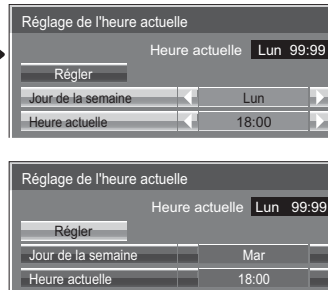 Réglage de l'heure actuelle
Heure actuelle Lun 99:99
Régler
Jour de la semaine Lun
Heure actuelle 18:00
Réglage de l'heure actuelle
Heure actuelle Lun 99:99
Régler
Jour de la semaine Mar
Heure actuelle 18:00